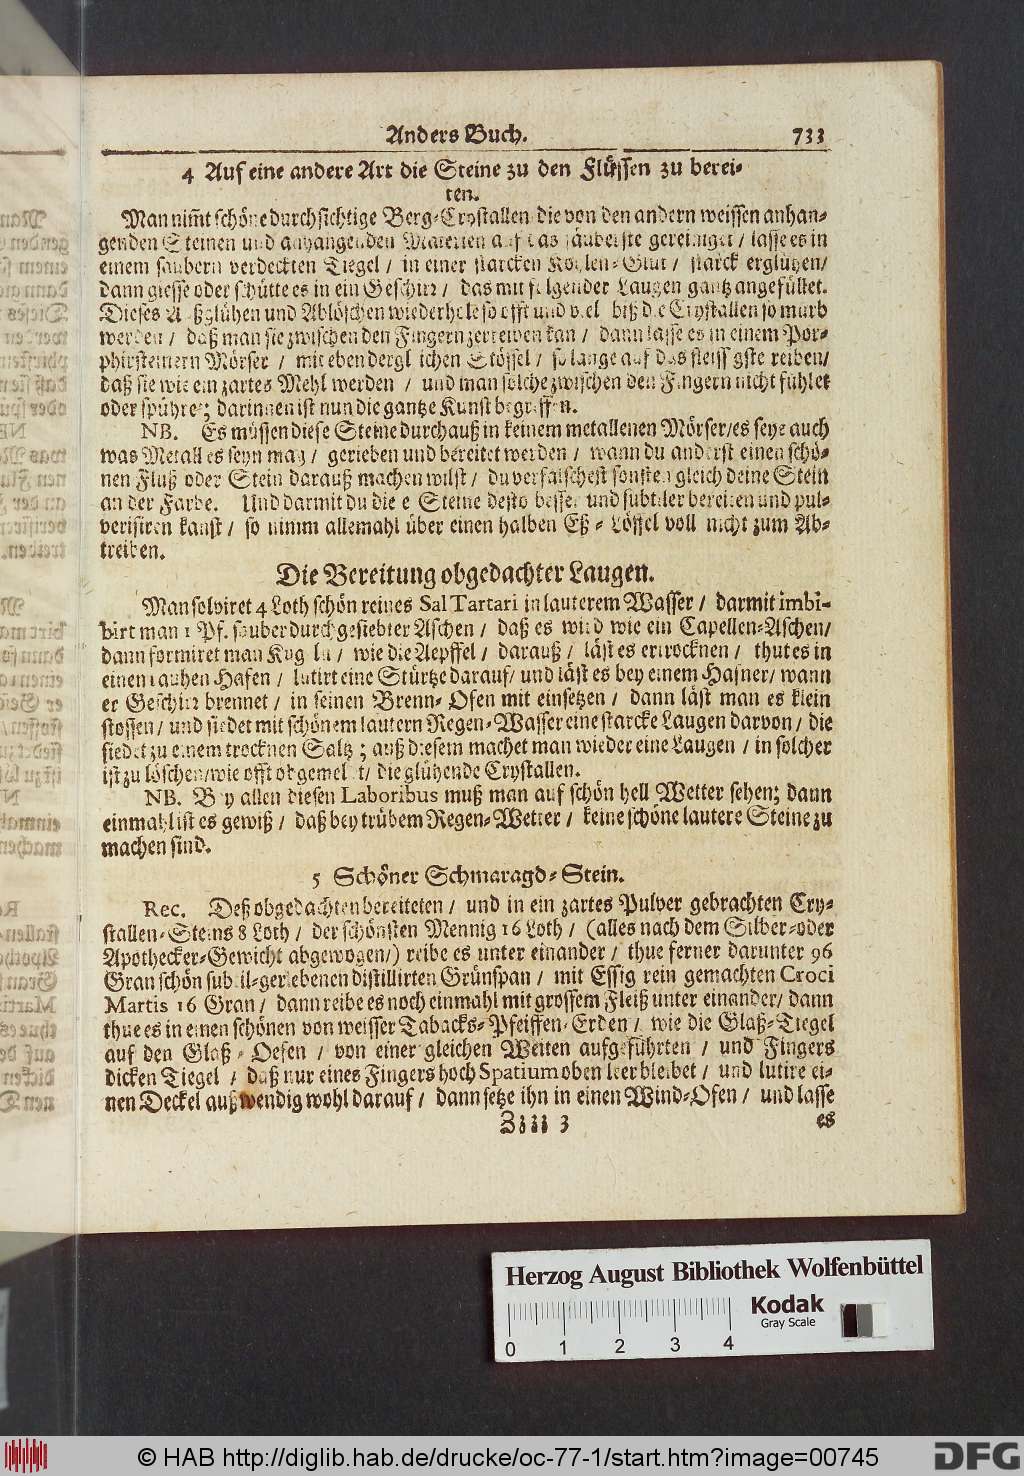 Anders Buch. 733
4 Auf eine andere Art die Steine zu den Flüssen zu berei-
ten.
Man nim̃t schöne durchsichtige Berg-Crystallen die von den andern weissen anhan-
genden Steinen und anhangenden Materien auf das säuberste gereiniget / lasse es in
einem saubern verdeckten Tiegel / in einer starcken Kohlen-Glut / starck erglühen /
dann giesse oder schütte es in ein Geschirr / das mit folgender Laugen gantz angefüllet.
Dieses Außglühen und Ablöschen wiederhole so offt und viel biß die Crystallen so mürb
werden / daß man sie zwischen den Fingern zerreiben kan / dann lasse es in einem Por-
phirsteinern Mörser / mit eben dergleichen Stössel / so lange auf das fleissigste reiben /
daß sie wie ein zartes Mehl werden / und man solche zwischen den Fingern nicht fühlet
oder spühret; darinnen ist nun die gantze Kunst begriffen.
NB. Es müssen diese Steine durchauß in keinem metallenen Mörser / es seye auch
was Metall es seyn mag / gerieben und bereitet werden / wann du anderst einen schö-
nen Fluß oder Stein darauß machen wilst / du verfälschest sonsten gleich deine Stein
an der Farbe. Und darmit du diese Steine desto besser und subtiler bereiten und pul-
verisiren kanst / so nimm allemahl über einen halben Eß-Löffel voll nicht zum Ab-
treiben.
Die Bereitung obgedachter Laugen.
Man solviret 4 Loth schön reines Sal Tartari in lauterem Wasser / darmit imbi-
birt man 1 Pf. sauber durchgesiebter Aschen / daß es wird wie ein Capellen-Aschen /
dann formiret man Kuglen / wie die Aepffel / darauß / läst es ertrocknen / thut es in
einen rauhen Hafen / lutirt eine Stürtze darauf / und läst es bey einem Hafner / wann
er Geschirr brennet / in seinen Brenn-Ofen mit einsetzen / dann läst man es klein
stossen / und siedet mit schönem lautern Regen-Wasser eine starcke Laugen darvon / die
siedet zu einem trocknen Saltz; auß diesem machet man wieder eine Laugen / in solcher
ist zu löschen / wie offt obgemelt / die glühende Crystallen.
NB. Bey allen diesen Laboribus muß man auf schön hell Wetter sehen; dann
einmahl ist es gewiß / daß bey trübem Regen-Wetter / keine schöne lautere Steine zu
machen sind.
5 Schöner Schmaragd-Stein.
Rec. Deß obgedachten bereiteten / und in ein zartes Pulver gebrachten Cry-
stallen-Steins 8 Loth / der schönsten Mennig 16 Loth / (alles nach dem Silber- oder
Apothecker-Gewicht abgewogen /) reibe es unter einander / thue ferner darunter 96
Gran schön subtil-geriebenen distillirten Grünspan / mit Essig rein gemachten Croci
Martis 16 Gran / dann reibe es noch einmahl mit grossem Fleiß unter einander / dann
thue es in einen schönen von weisser Tabacks-Pfeiffen-Erden / wie die Glaß-Tiegel
auf den Glaß-Oefen / von einer gleichen Weiten aufgeführten / und Fingers
dicken Tiegel / daß nur eines Fingers hoch Spatium oben leer bleibet / und lutire ei-
nen Deckel außwendig wohl darauf / dann setze ihn in einen Wind-Ofen / und lasse
Zzzz 3 es
Herzog August Bibliothek Wolfenbüttel
Kodak
Gray Scale
0 1 2 3 4
© HAB http://diglib.hab.de/drucke/oc-77-1/start.htm?image=00745
DFG